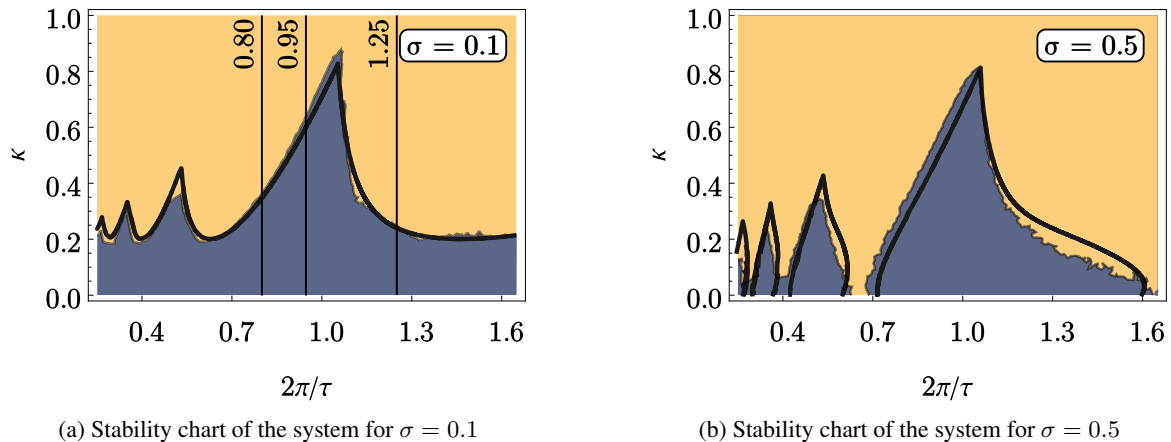 1.0
0.8
0.6
0.4
0.2
0.0
κ
0.80
0.95
1.25
σ = 0.1
0.4 0.7 1.0 1.3 1.6
2π/τ
(a) Stability chart of the system for σ = 0.1
1.0
0.8
0.6
0.4
0.2
0.0
κ
σ = 0.5
0.4 0.7 1.0 1.3 1.6
2π/τ
(b) Stability chart of the system for σ = 0.5